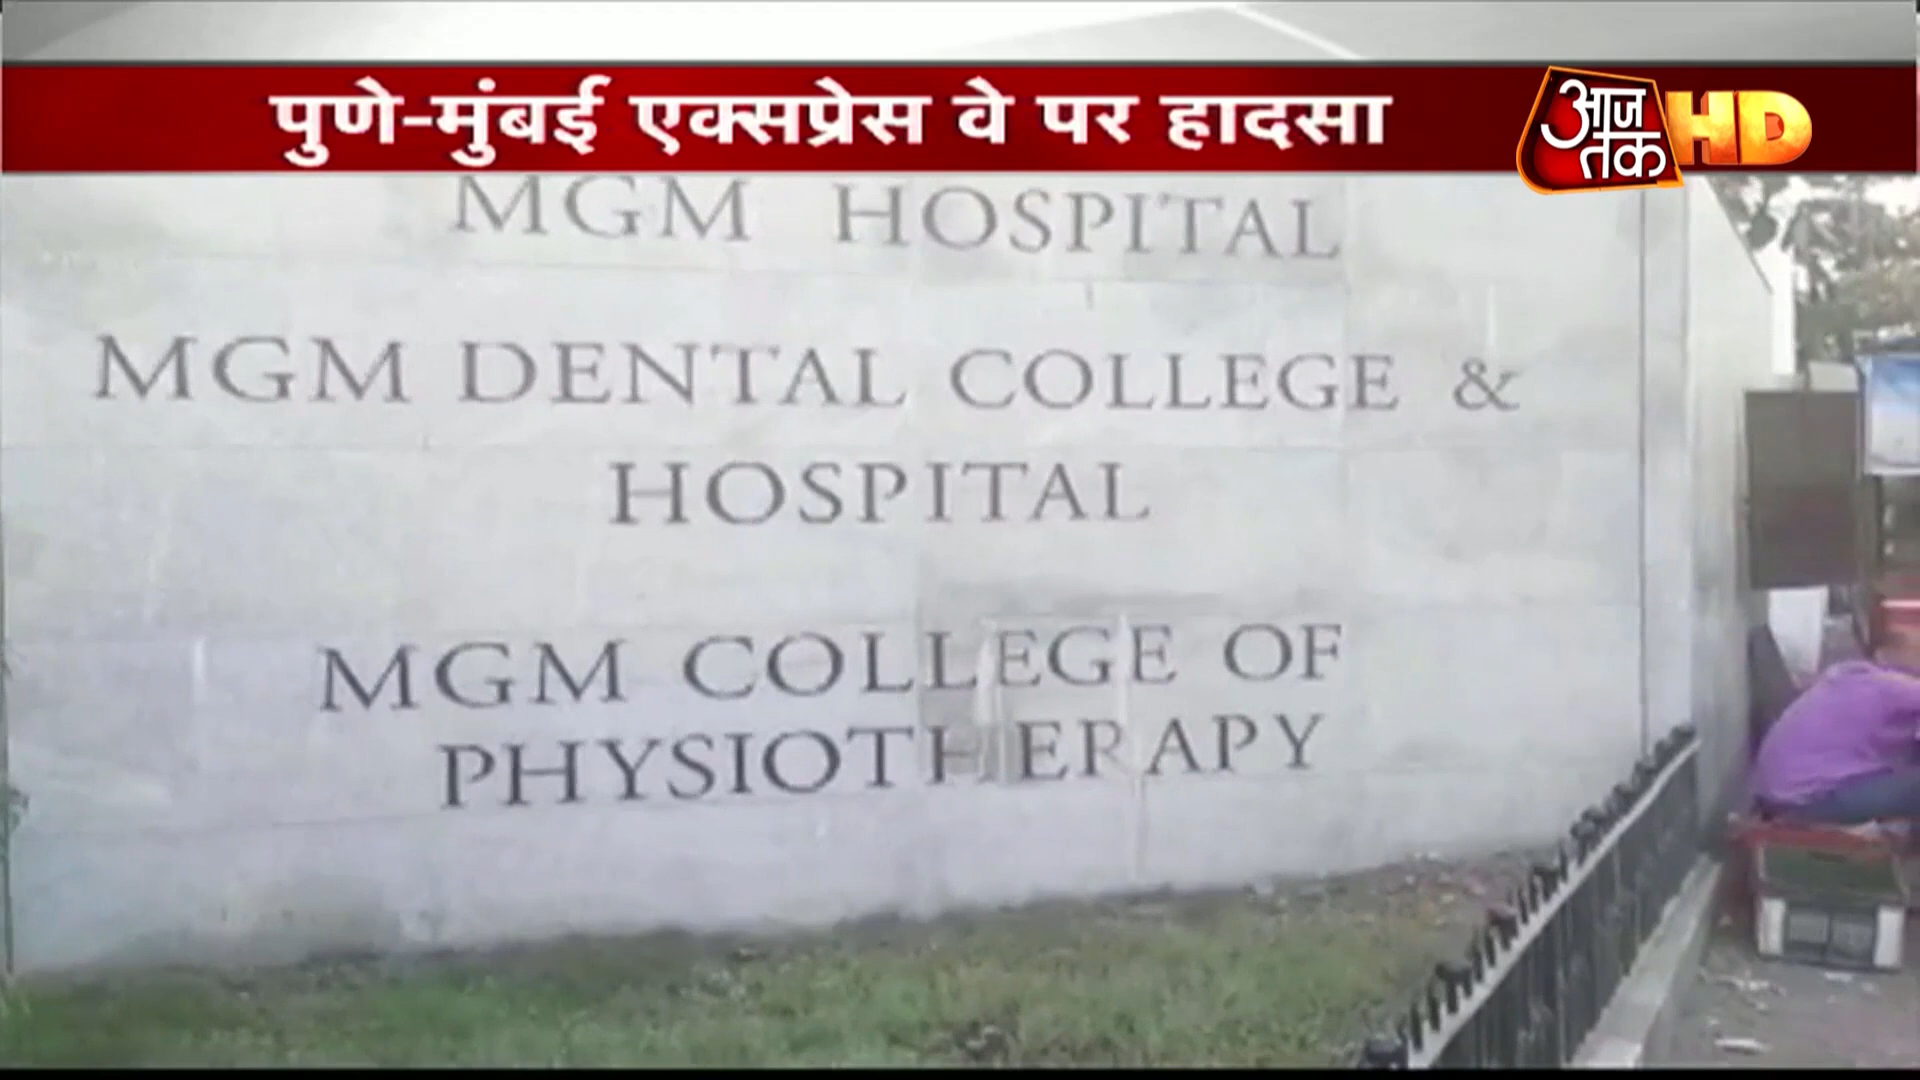 पुणे-मुंबई एक्सप्रेस वे पर हादसा
आज तक HD
MGM HOSPITAL
MGM DENTAL COLLEGE &
HOSPITAL
MGM COLLEGE OF
PHYSIOTHERAPY